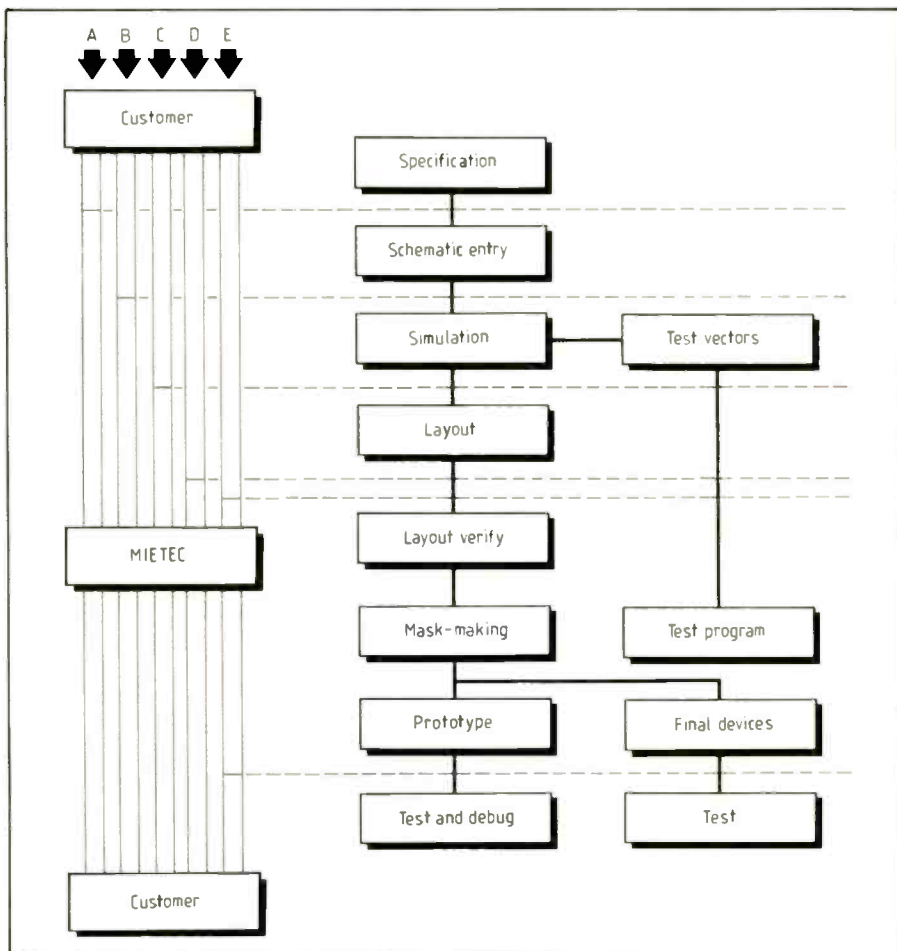 A B C D E
Customer
Specification
Schematic entry
Simulation
Test vectors
Layout
Layout verify
MIETEC
Mask-making
Test program
Prototype
Final devices
Test and debug
Test
Customer